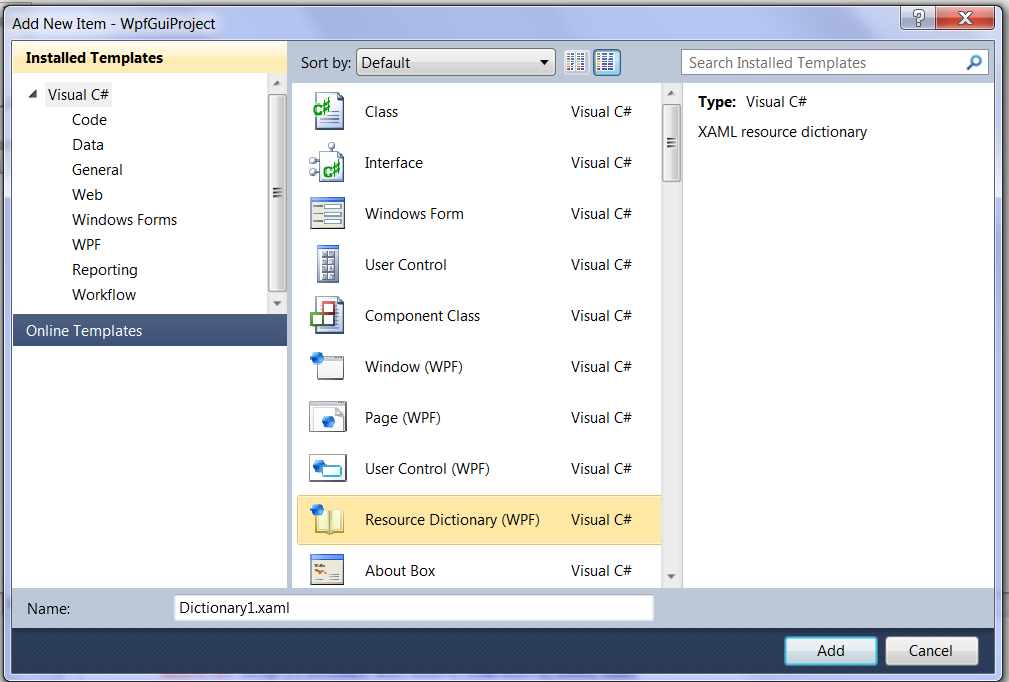 Add New Item - WpfGuiProject
Installed Templates
Visual C#
Code
Data
General
Web
Windows Forms
WPF
Reporting
Workflow
Online Templates
Sort by: Default
Search Installed Templates
Class Visual C#
Interface Visual C#
Windows Form Visual C#
User Control Visual C#
Component Class Visual C#
Window (WPF) Visual C#
Page (WPF) Visual C#
User Control (WPF) Visual C#
Resource Dictionary (WPF) Visual C#
About Box Visual C#
Type: Visual C#
XAML resource dictionary
Name: Dictionary1.xaml
Add Cancel